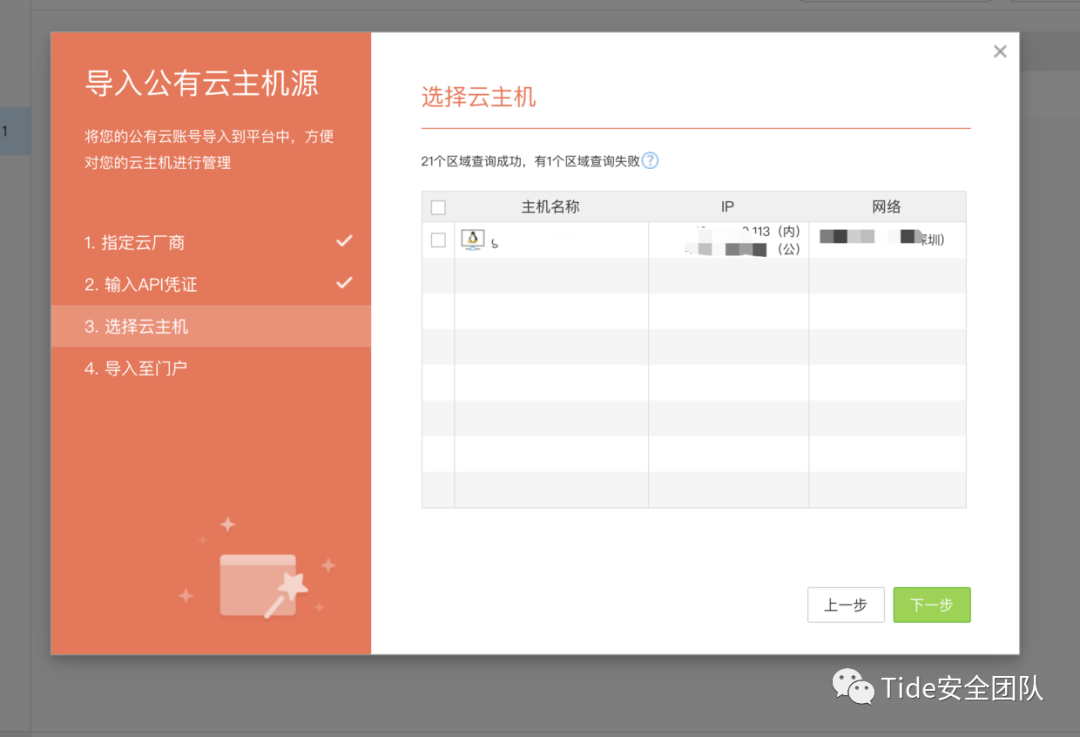 1
导入公有云主机源
将您的公有云账号导入到平台中，方便
对您的云主机进行管理
1. 指定云厂商
2. 输入API凭证
3. 选择云主机
4. 导入至门户
选择云主机
21个区域查询成功，有1个区域查询失败?
主机名称 IP 网络
.113（内）
（公）
深圳)
上一步 下一步
Tide安全团队